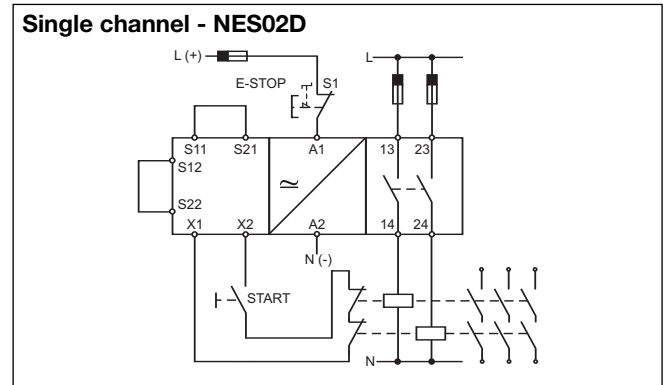 Single channel - NES02D
L (+)
L
E-STOP
S1
S11 S21 A1 13 23
S12
S22
X1 X2 A2 14 24
N (-)
START
N